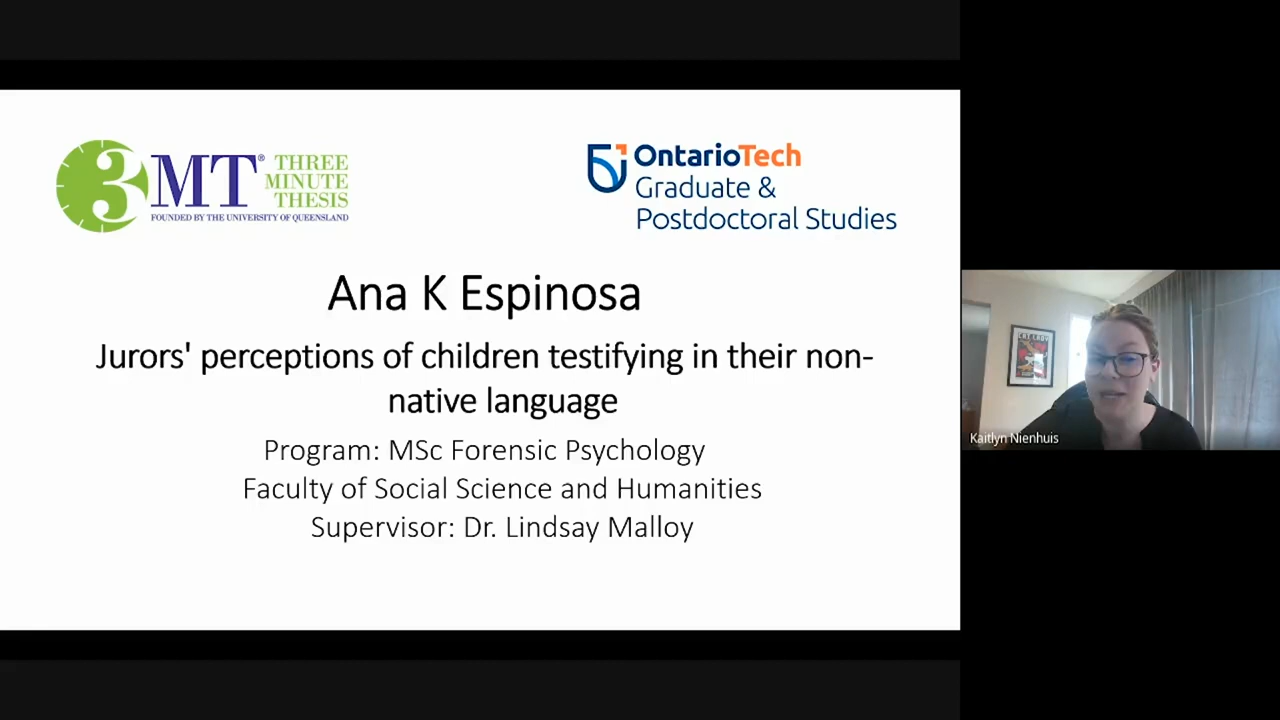 3MT® THREE
MINUTE
THESIS
FOUNDED BY THE UNIVERSITY OF QUEENSLAND
OntarioTech
Graduate &
Postdoctoral Studies
Ana K Espinosa
Jurors' perceptions of children testifying in their non-
native language
Program: MSc Forensic Psychology
Faculty of Social Science and Humanities
Supervisor: Dr. Lindsay Malloy
Kaitlyn Nienhuis